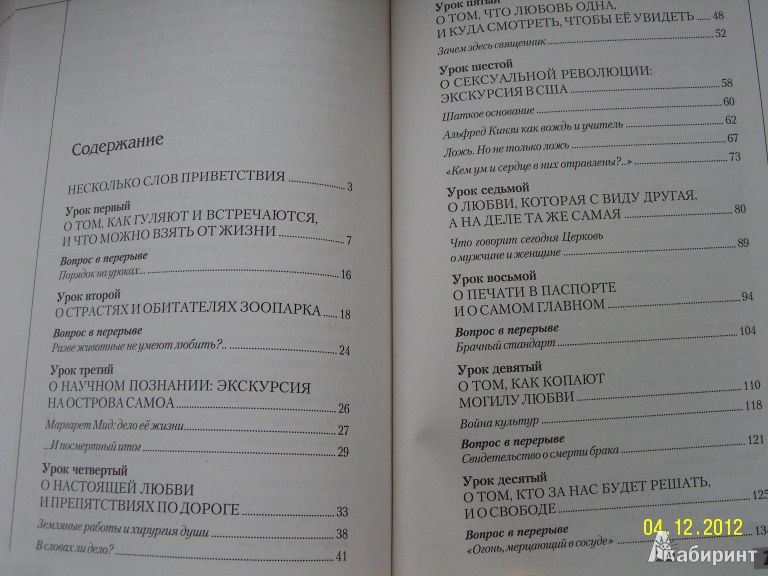 Содержание
НЕСКОЛЬКО СЛОВ ПРИВЕТСТВИЯ 3
Урок первый
О ТОМ, КАК ГУЛЯЮТ И ВСТРЕЧАЮТСЯ,
И ЧТО МОЖНО ВЗЯТЬ ОТ ЖИЗНИ 7
Вопрос в перерыве
Порядок на уроках... 16
Урок второй
О СТРАСТЯХ И ОБИТАТЕЛЯХ ЗООПАРКА 18
Вопрос в перерыве
Разве животные не умеют любить?.. 24
Урок третий
О НАУЧНОМ ПОЗНАНИИ: ЭКСКУРСИЯ
НА ОСТРОВА САМОА 26
Маргарет Мид: дело её жизни 27
...И посмертный итог 29
Урок четвертый
О НАСТОЯЩЕЙ ЛЮБВИ
И ПРЕПЯТСТВИЯХ ПО ДОРОГЕ 33
Земляные работы и хирургия души 38
В словах ли дело? 41
Урок пятый
О ТОМ, ЧТО ЛЮБОВЬ ОДНА,
И КУДА СМОТРЕТЬ, ЧТОБЫ ЕЁ УВИДЕТЬ 48
Зачем здесь священник 52
Урок шестой
О СЕКСУАЛЬНОЙ РЕВОЛЮЦИИ:
ЭКСКУРСИЯ В США 58
Шаткое основание 60
Альфред Кинзи как вождь и учитель 62
Ложь. Но не только ложь 67
«Кем ум и сердце в них отравлены?..» 73
Урок седьмой
О ЛЮБВИ, КОТОРАЯ С ВИДУ ДРУГАЯ,
А НА ДЕЛЕ ТА ЖЕ САМАЯ 80
Что говорит сегодня Церковь
о мужчине и женщине 89
Урок восьмой
О ПЕЧАТИ В ПАСПОРТЕ
И О САМОМ ГЛАВНОМ 94
Вопрос в перерыве
Брачный стандарт 104
Урок девятый
О ТОМ, КАК КОПАЮТ
МОГИЛУ ЛЮБВИ 110
Война культур 118
Вопрос в перерыве
Свидетельство о смерти брака 121
Урок десятый
О ТОМ, КТО ЗА НАС БУДЕТ РЕШАТЬ,
И О СВОБОДЕ 125
Вопрос в перерыве
«Огонь, мерцающий в сосуде» 13
04.12.2012
Лабиринт